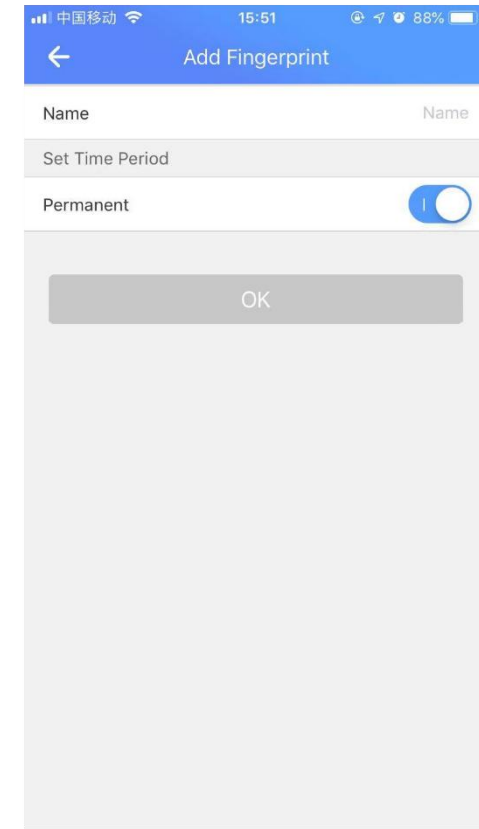 中国移动 15:51 88%
Add Fingerprint
Name Name
Set Time Period
Permanent
OK